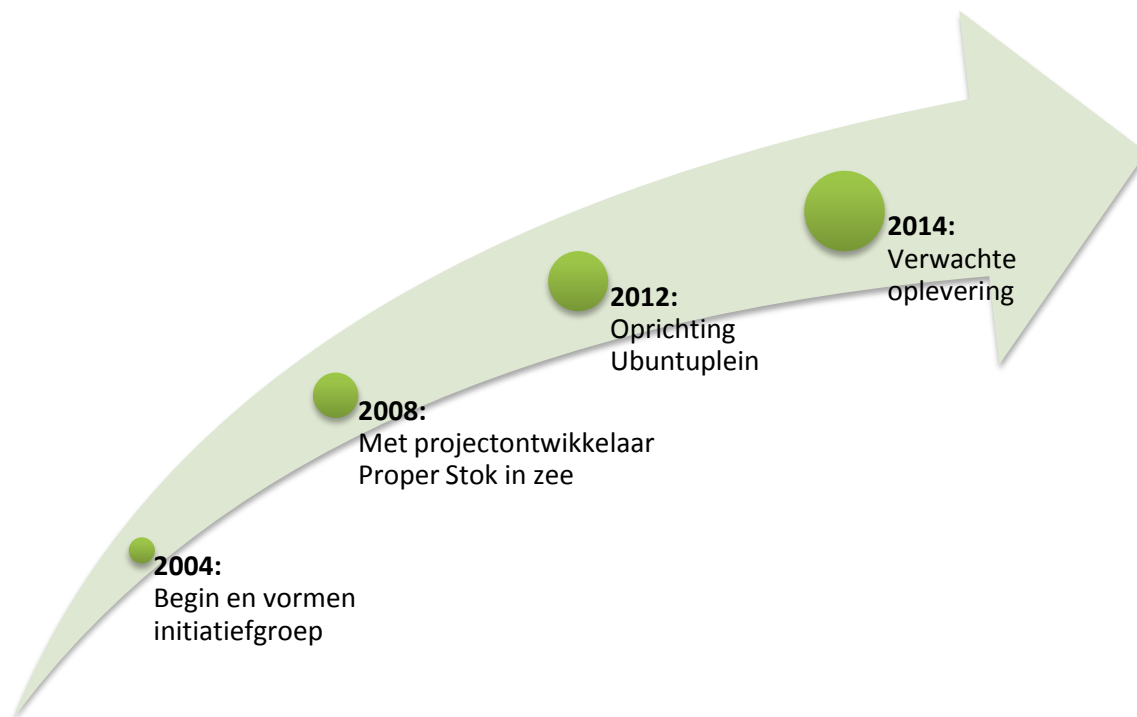 2004:
Begin en vormen
initiatiefgroep
2008:
Met projectontwikkelaar
Proper Stok in zee
2012:
Oprichting
Ubuntuplein
2014:
Verwachte
oplevering